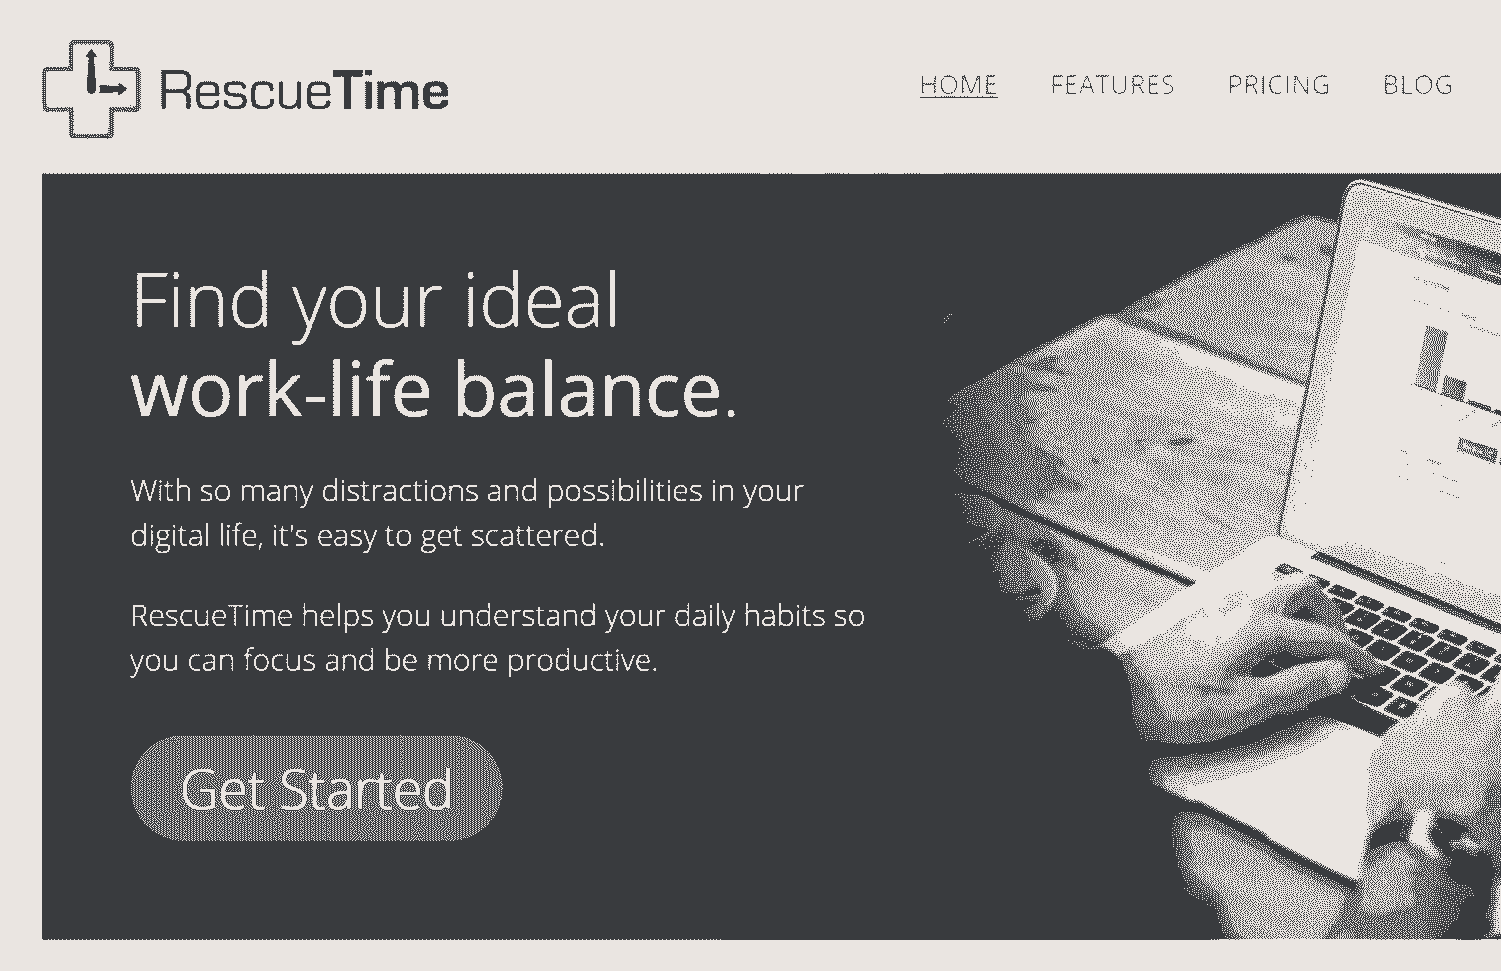 RescueTime
HOME FEATURES PRICING BLOG
Find your ideal
work-life balance.
With so many distractions and possibilities in your
digital life, it's easy to get scattered.
RescueTime helps you understand your daily habits so
you can focus and be more productive.
Get Started